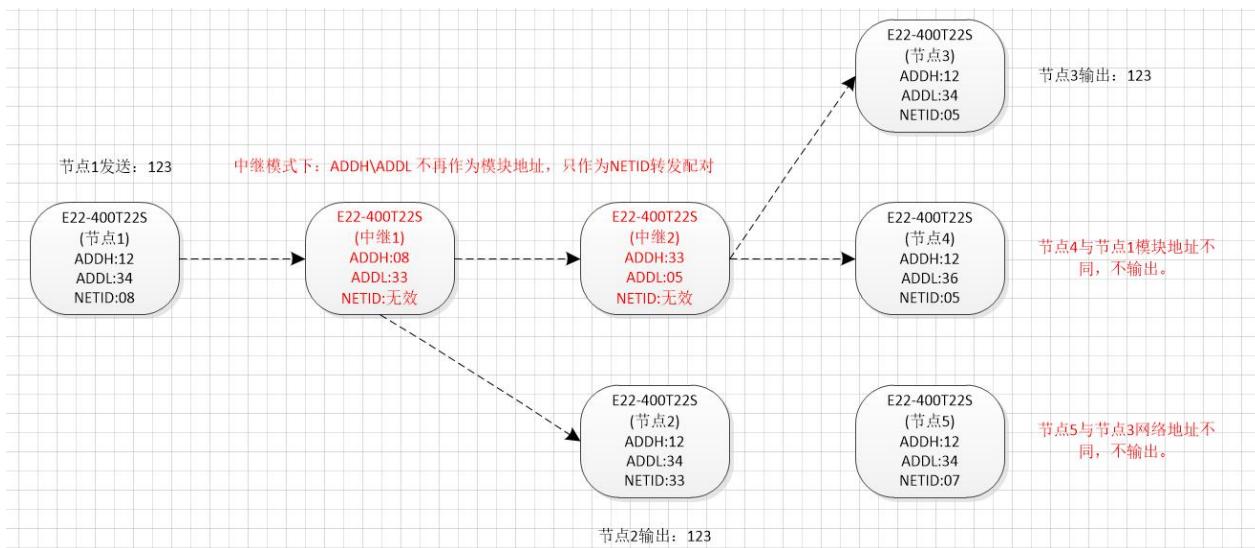 E22-400T22S
(节点3)
ADDH:12
ADDL:34
NETID:05
节点3输出：123
节点1发送：123
中继模式下：ADDH\ADDL 不再作为模块地址，只作为NETID转发配对
E22-400T22S
(节点1)
ADDH:12
ADDL:34
NETID:08
E22-400T22S
(中继1)
ADDH:08
ADDL:33
NETID:无效
E22-400T22S
(中继2)
ADDH:33
ADDL:05
NETID:无效
E22-400T22S
(节点4)
ADDH:12
ADDL:36
NETID:05
节点4与节点1模块地址不
同，不输出。
E22-400T22S
(节点2)
ADDH:12
ADDL:34
NETID:33
E22-400T22S
(节点5)
ADDH:12
ADDL:34
NETID:07
节点5与节点3网络地址不
同，不输出。
节点2输出：123